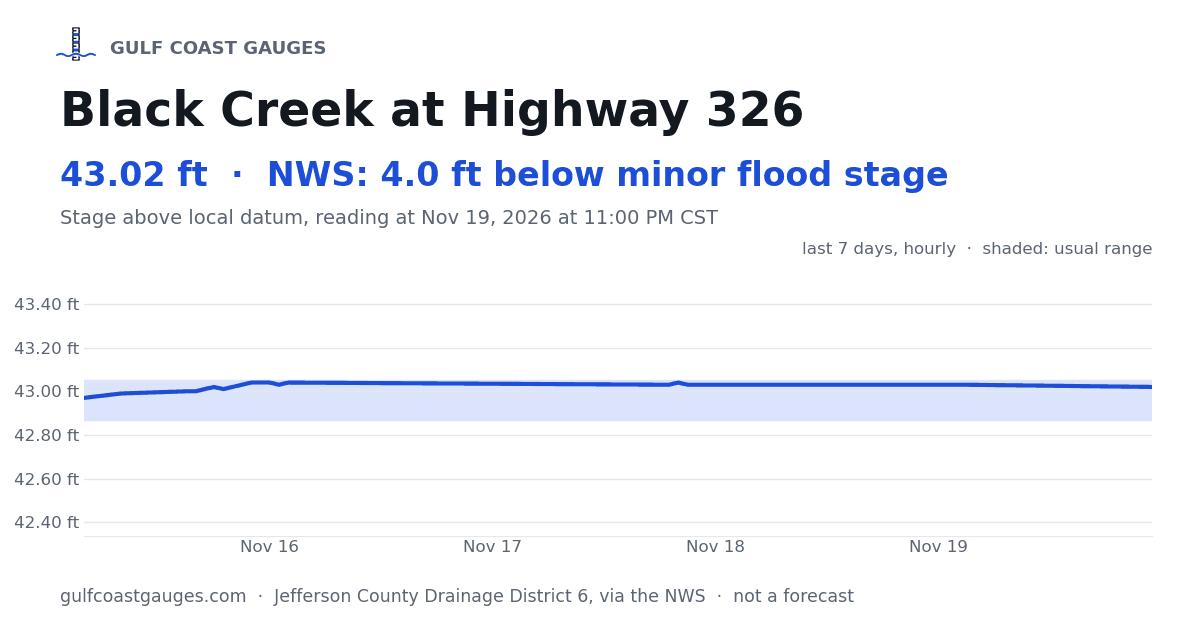 GULF COAST GAUGES
Black Creek at Highway 326
43.02 ft · NWS: 4.0 ft below minor flood stage
Stage above local datum, reading at Nov 19, 2026 at 11:00 PM CST
last 7 days, hourly · shaded: usual range
43.40 ft
43.20 ft
43.00 ft
42.80 ft
42.60 ft
42.40 ft
Nov 16 Nov 17 Nov 18 Nov 19
gulfcoastgauges.com · Jefferson County Drainage District 6, via the NWS · not a forecast